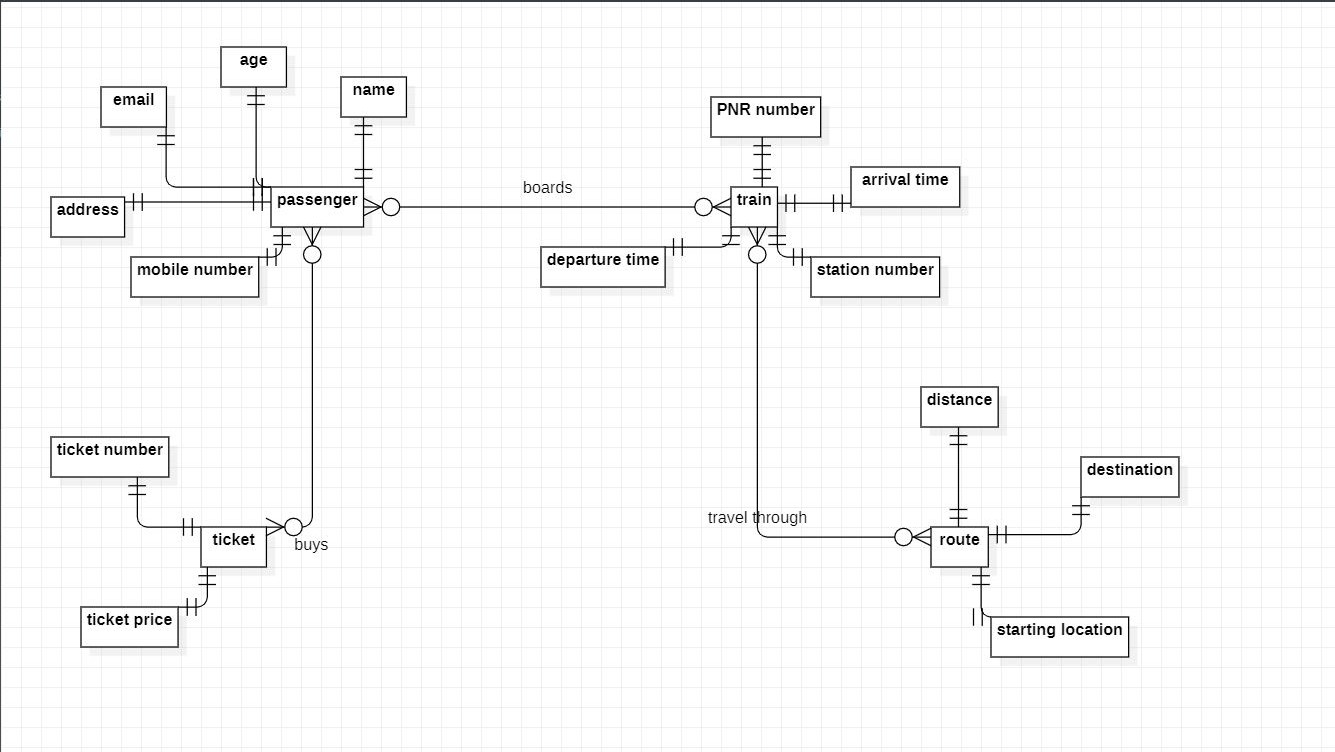 age
email
name
PNR number
arrival time
boards
passenger
train
address
departure time
mobile number
station number
distance
ticket number
destination
travel through
ticket
buys
route
ticket price
starting location